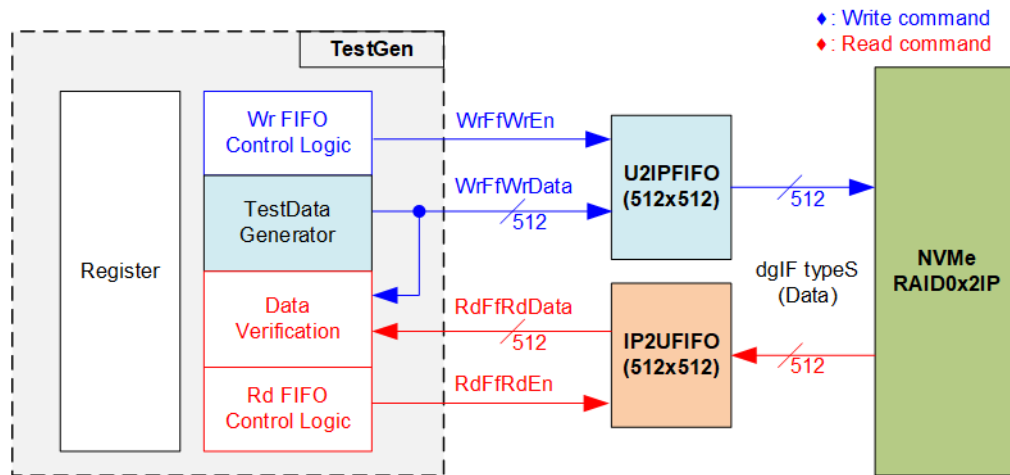 ♦: Write command
♦: Read command
TestGen
Register
Wr FIFO
Control Logic
TestData
Generator
Data
Verification
Rd FIFO
Control Logic
WrFfWrEn
WrFfWrData
512
RdFfRdData
512
RdFfRdEn
U2IPFIFO
(512x512)
IP2UFIFO
(512x512)
512
dgIF typeS
(Data)
512
NVMe
RAID0x2IP